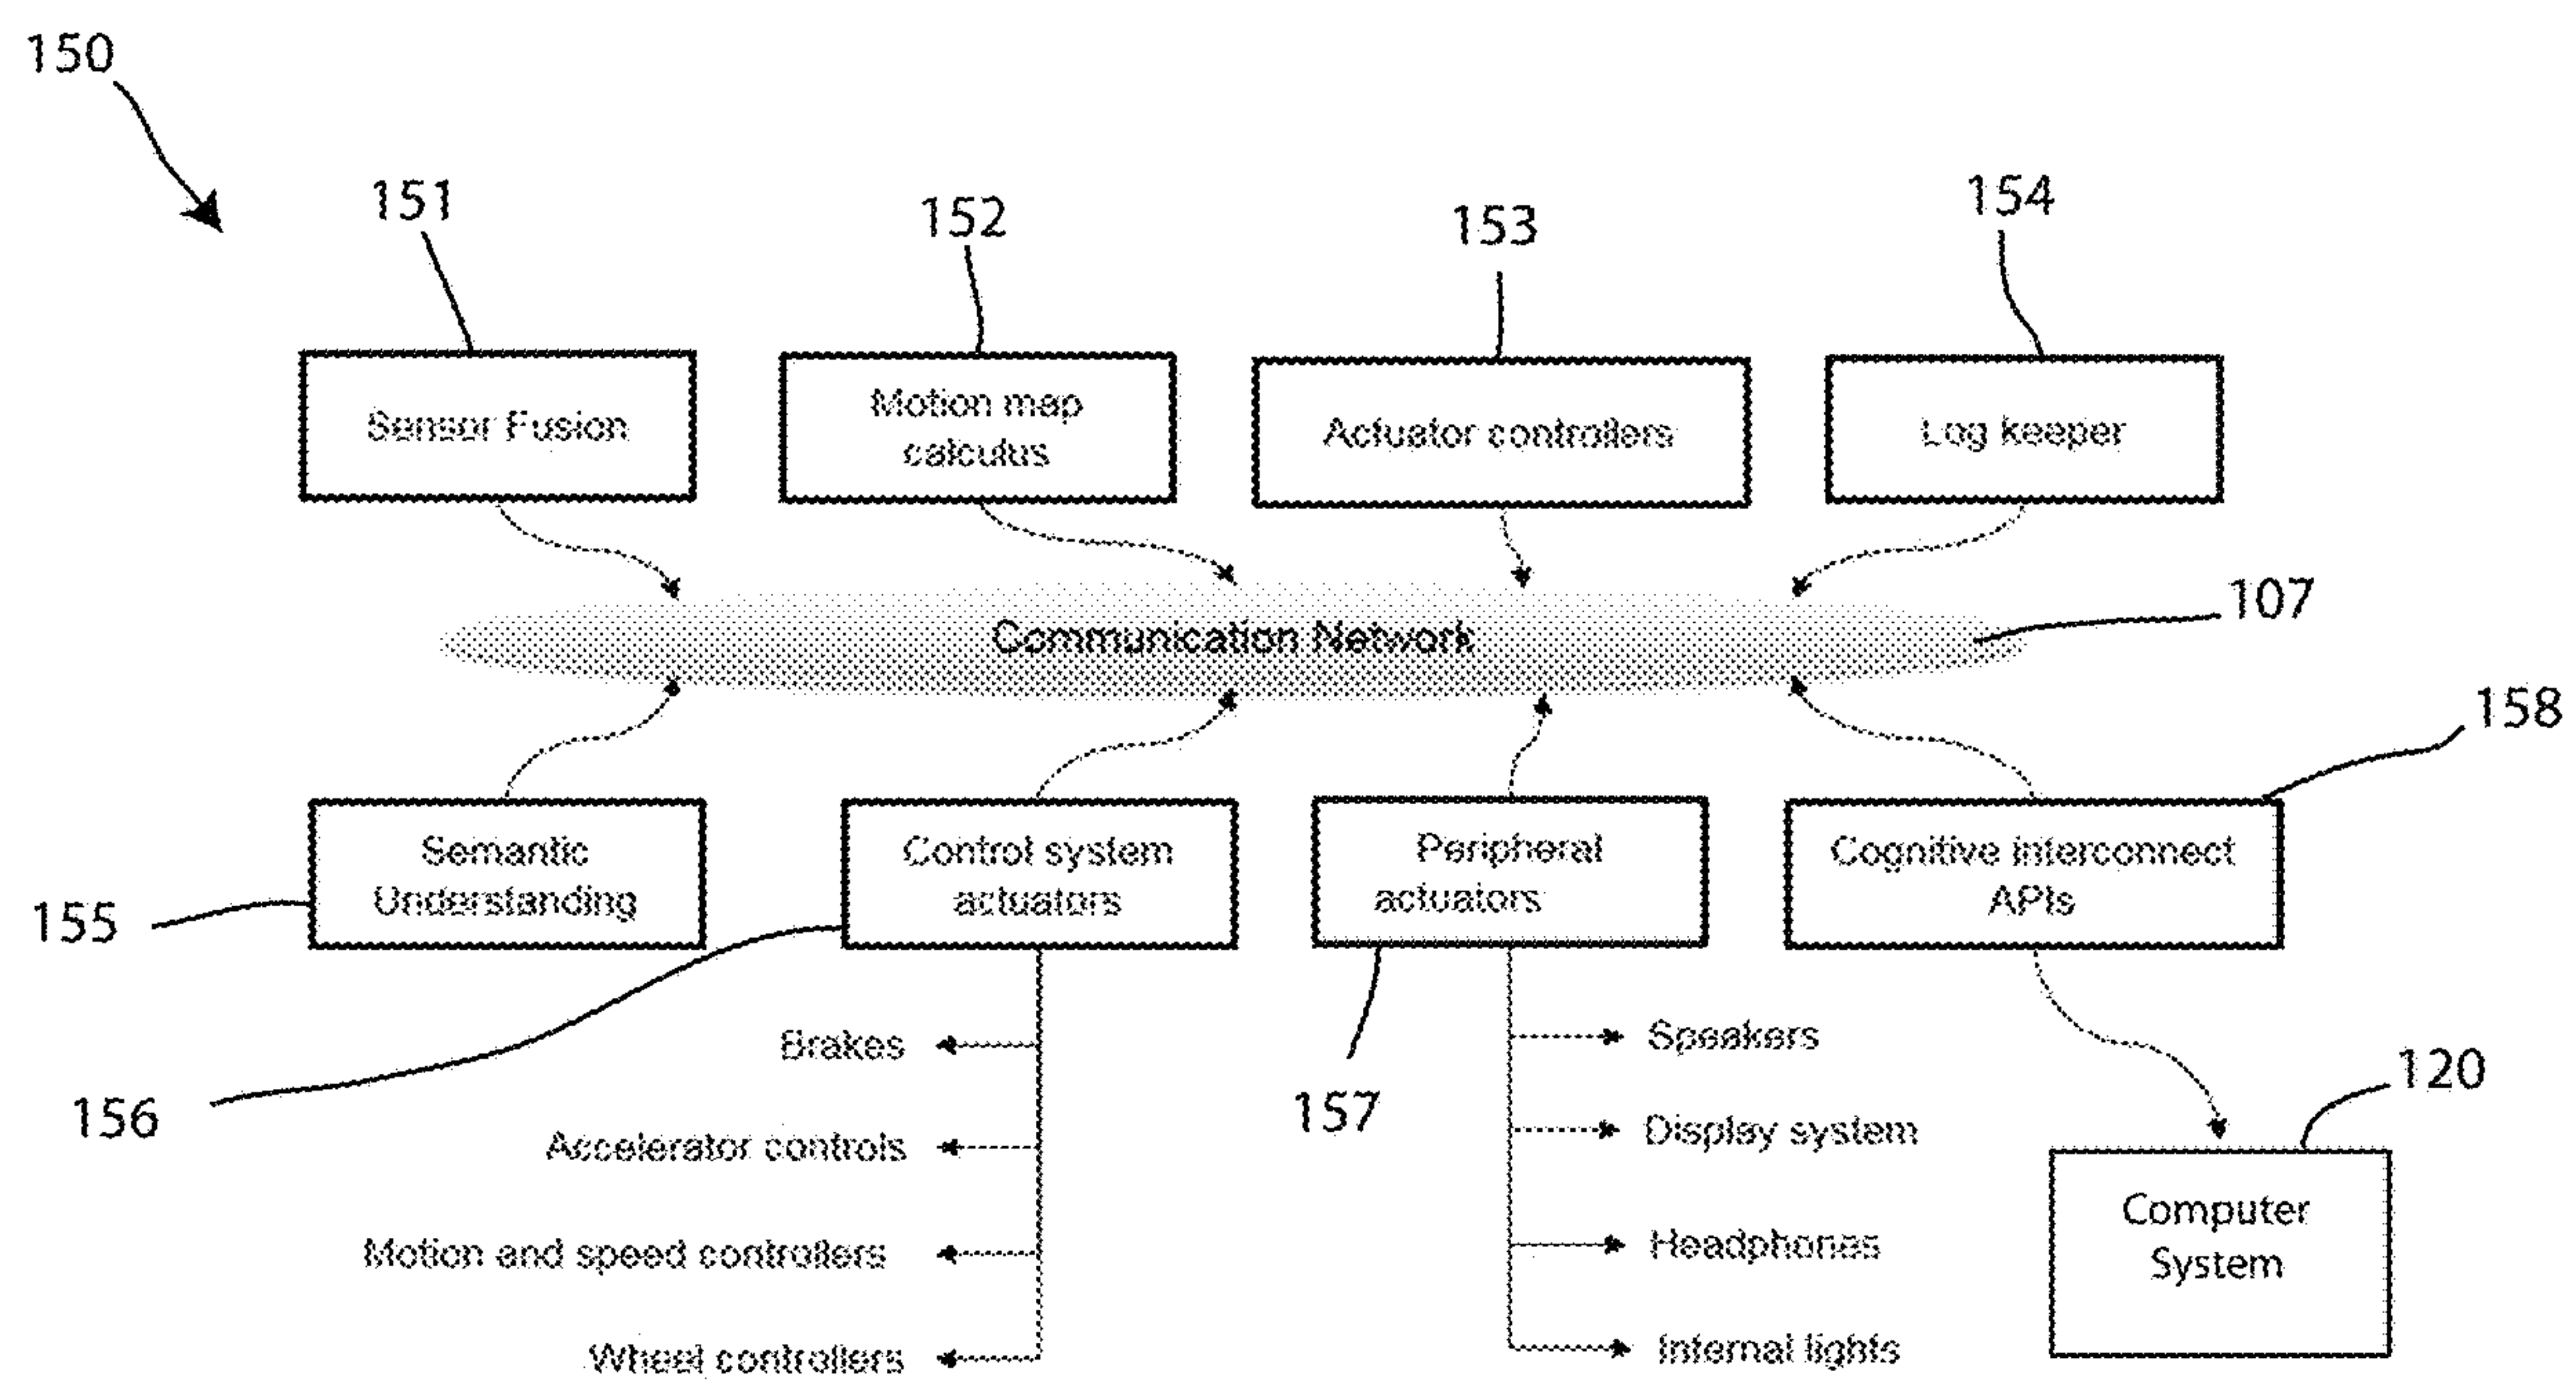 150
151
152
153
154
Sensor Fusion
Motion map
calculus
Actuator controllers
Log keeper
Communication Network
107
158
Semantic
Understanding
Control system
actuators
Peripheral
actuators
Cognitive interconnect
APIs
155
156
157
120
Brakes
Accelerator controls
Motion and speed controllers
Wheel controllers
Speakers
Display system
Headphones
Internal lights
Computer
System